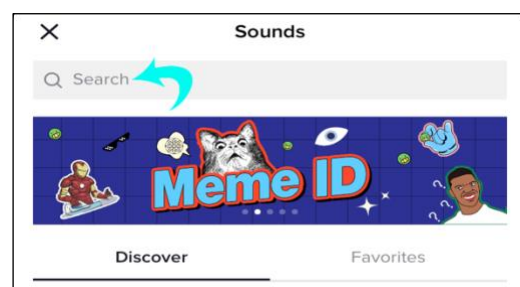 Sounds
Search
Meme ID
? ? ?
Discover Favorites